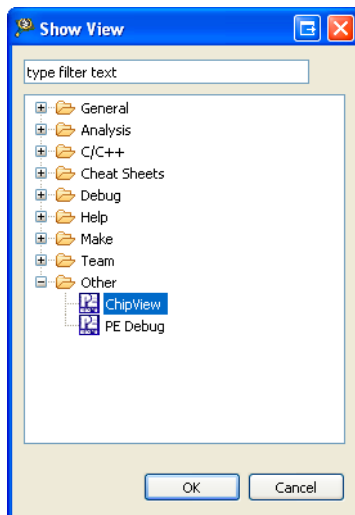 Show View
type filter text
General
Analysis
C/C++
Cheat Sheets
Debug
Help
Make
Team
Other
ChipView
PE Debug
OK Cancel